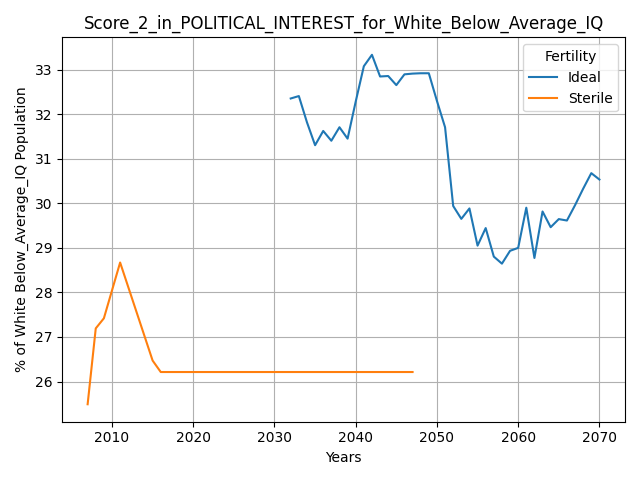 Score_2_in_POLITICAL_INTEREST_for_White_Below_Average_IQ
Fertility
Ideal
Sterile
% of White Below_Average_IQ Population
33
32
31
30
29
28
27
26
2010
2020
2030
2040
2050
2060
2070
Years